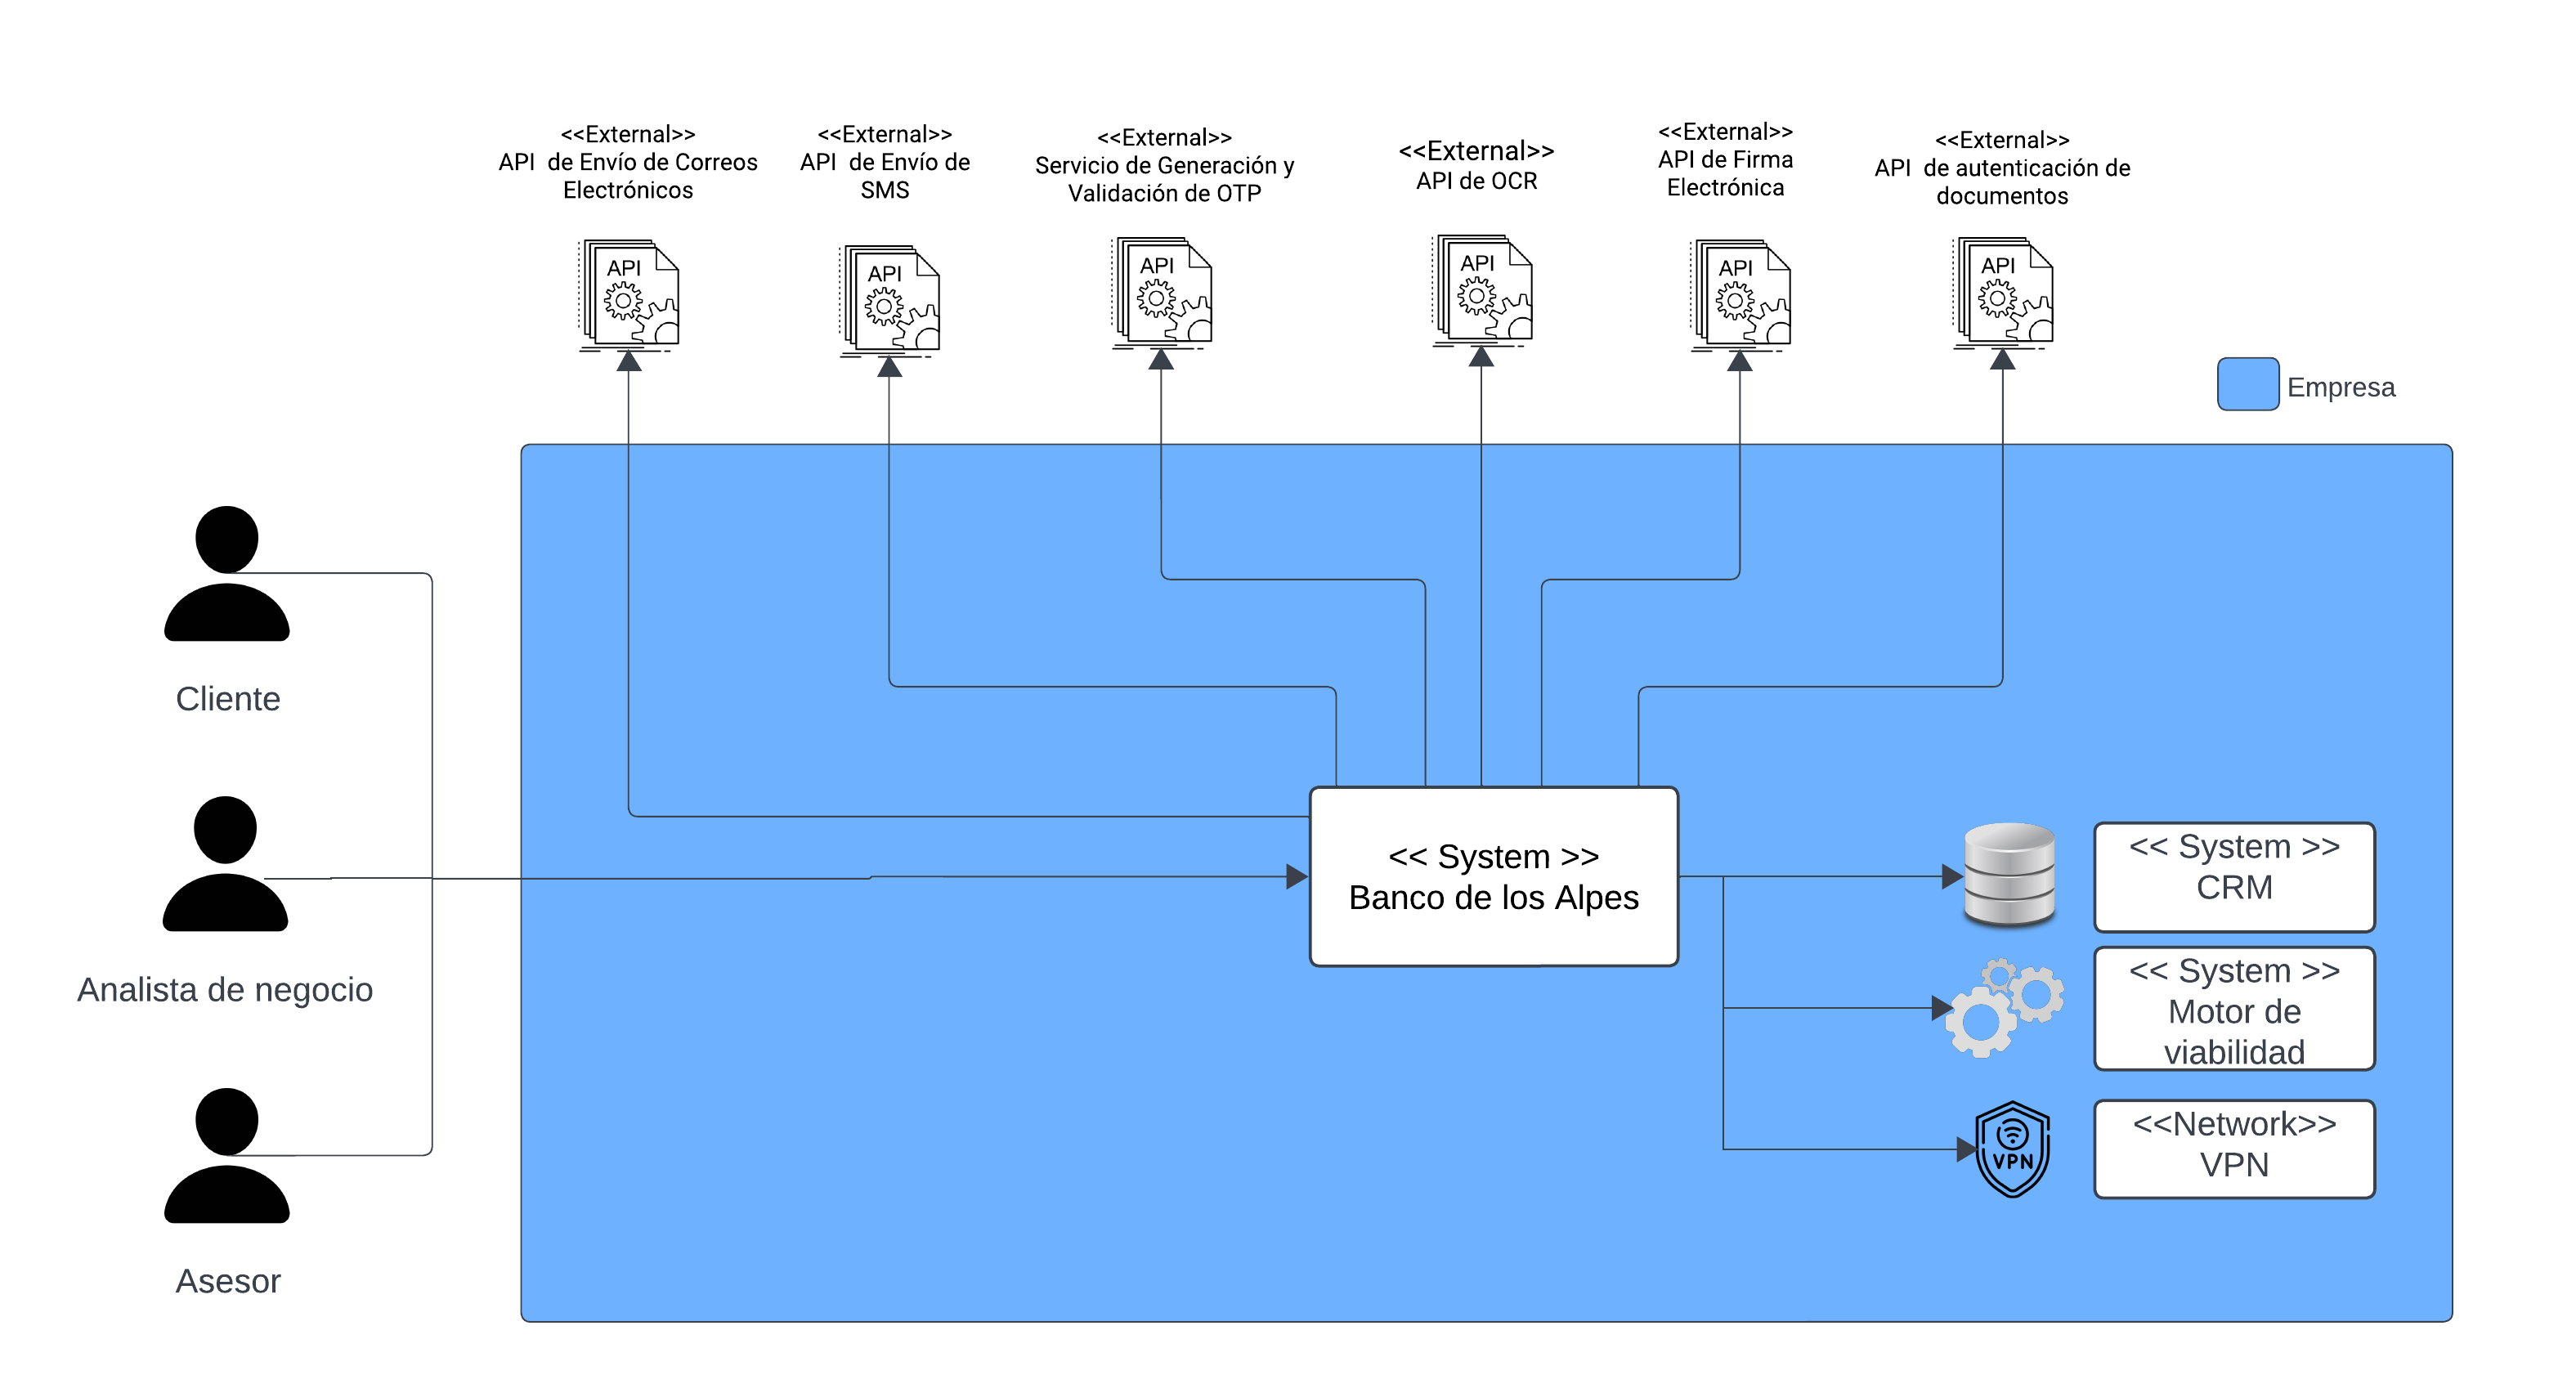 <<External>>
API  de Envío de Correos
Electrónicos
<<External>>
API  de Envío de
SMS
<<External>>
Servicio de Generación y
Validación de OTP
<<External>>
API de OCR
<<External>>
API de Firma
Electrónica
<<External>>
API  de autenticación de
documentos
API
API
API
API
API
API
Empresa
Cliente
Analista de negocio
Asesor
<< System >>
Banco de los Alpes
<< System >>
CRM
<< System >>
Motor de
viabilidad
VPN
<<Network>>
VPN